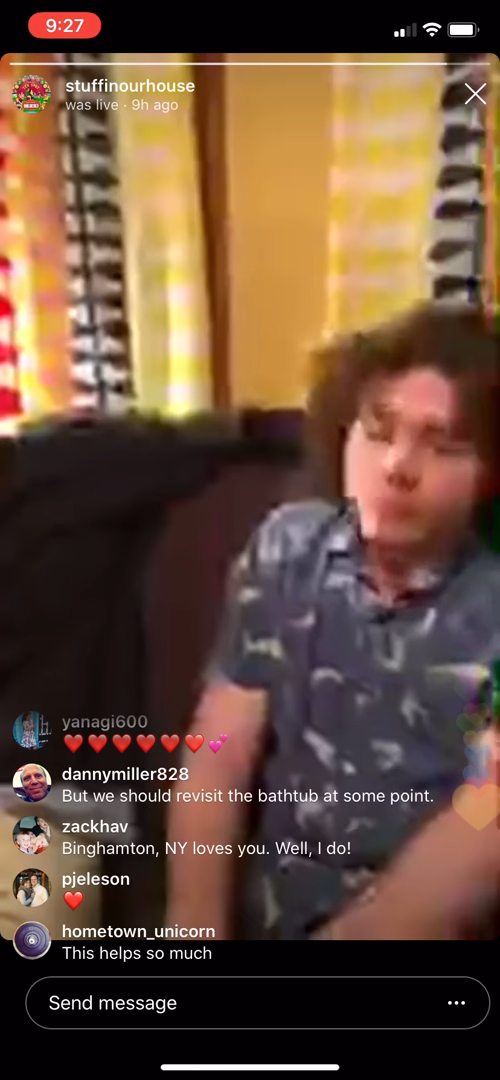 9:27
stuffinourhouse
was live · 9h ago
yanagi600
❤️❤️❤️❤️❤️❤️💕
dannymiller828
But we should revisit the bathtub at some point.
zackhav
Binghamton, NY loves you. Well, I do!
pjeleson
❤️
hometown_unicorn
This helps so much
Send message